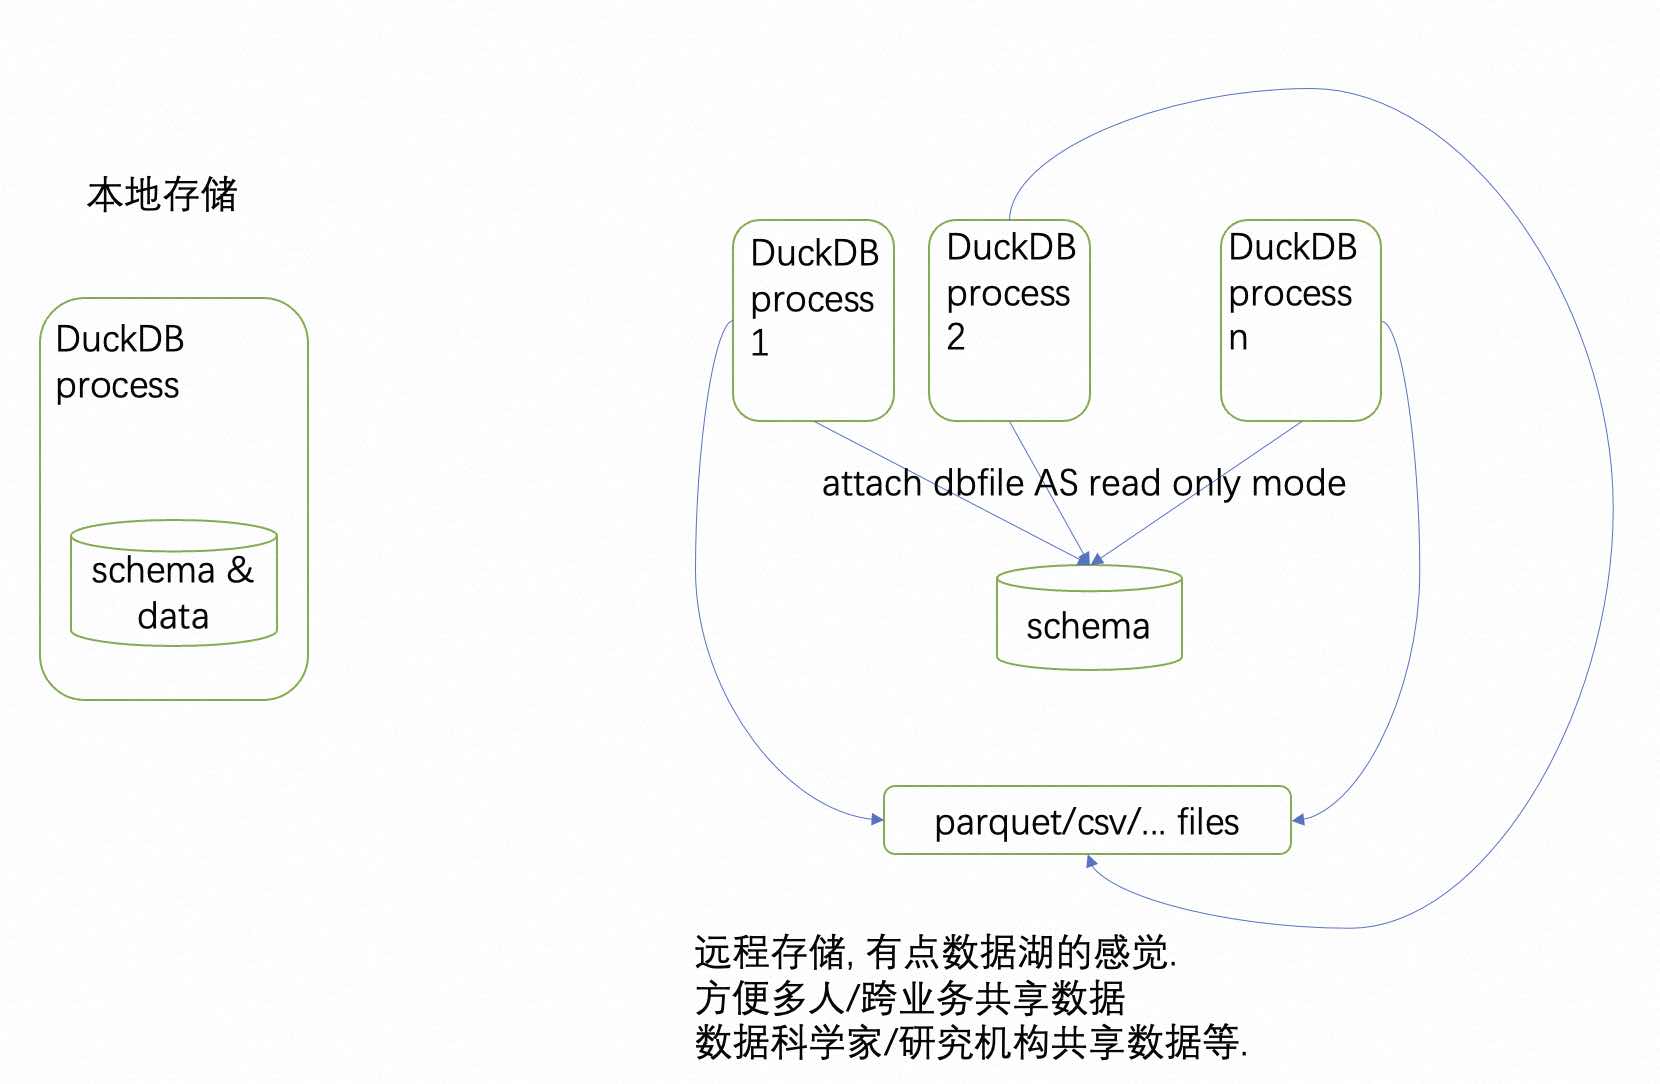 本地存储
DuckDB
process
schema &
data
DuckDB
process
1
DuckDB
process
2
DuckDB
process
n
attach dbfile AS read only mode
schema
parquet/csv/... files
远程存储, 有点数据湖的感觉.
方便多人/跨业务共享数据
数据科学家/研究机构共享数据等.